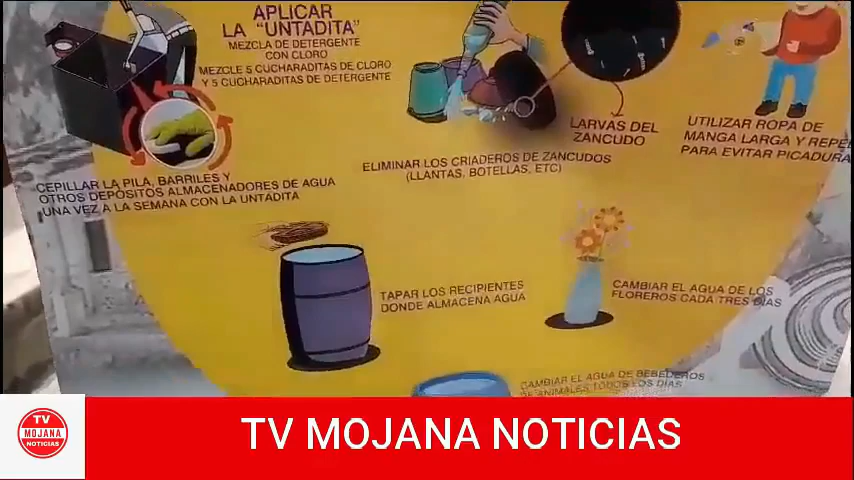 APLICAR
LA "UNTADITA"
MEZCLA DE DETERGENTE
CON CLORO
MEZCLE 5 CUCHARADITAS DE CLORO
Y 5 CUCHARADITAS DE DETERGENTE
CEPILLAR LA PILA, BARRILES Y
OTROS DEPÓSITOS ALMACENADORES DE AGUA
UNA VEZ A LA SEMANA CON LA UNTADITA
ELIMINAR LOS CRIADEROS DE ZANCUDOS
(LLANTAS, BOTELLAS, ETC)
LARVAS DEL
ZANCUDO
UTILIZAR ROPA DE
MANGA LARGA Y REPE
PARA EVITAR PICADURA
TAPAR LOS RECIPIENTES
DONDE ALMACENA AGUA
CAMBIAR EL AGUA DE LOS
FLOREROS CADA TRES DÍAS
CAMBIAR EL AGUA DE BEBEDEROS
DE ANIMALES TODOS LOS DÍAS
TV
MOJANA
NOTICIAS
TV MOJANA NOTICIAS